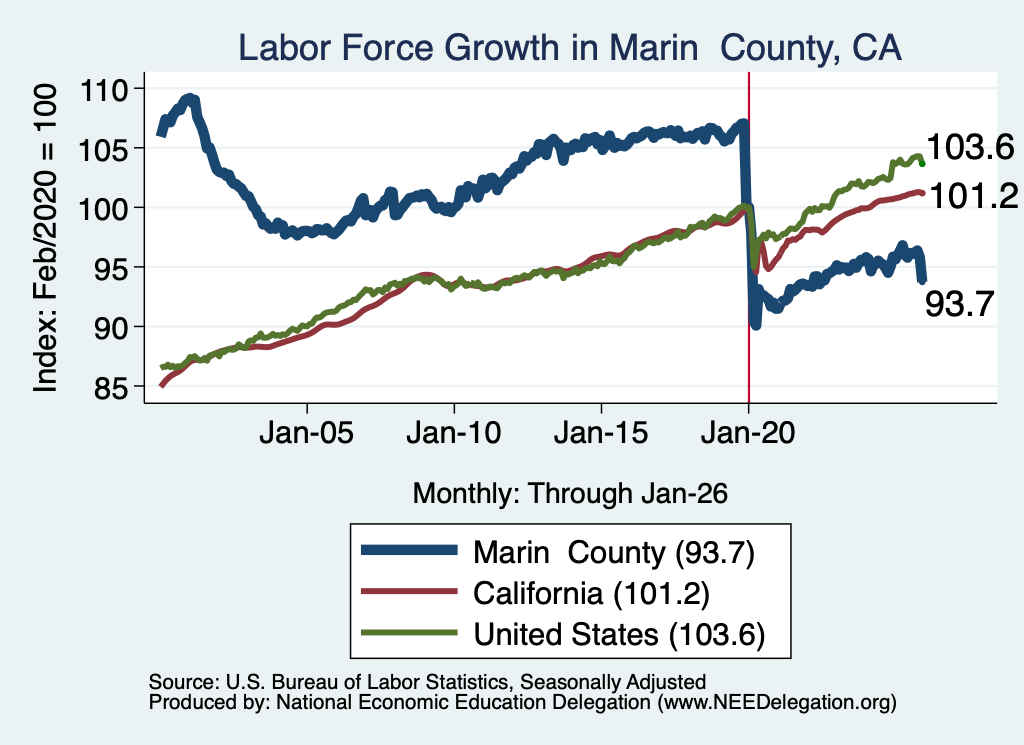 Labor Force Growth in Marin  County, CA
Index: Feb/2020 = 100
110
105
100
95
90
85
103.6
101.2
93.7
Jan-05
Jan-10
Jan-15
Jan-20
Monthly: Through Jan-26
Marin  County (93.7)
California (101.2)
United States (103.6)
Source: U.S. Bureau of Labor Statistics, Seasonally Adjusted
Produced by: National Economic Education Delegation (www.NEEDelegation.org)